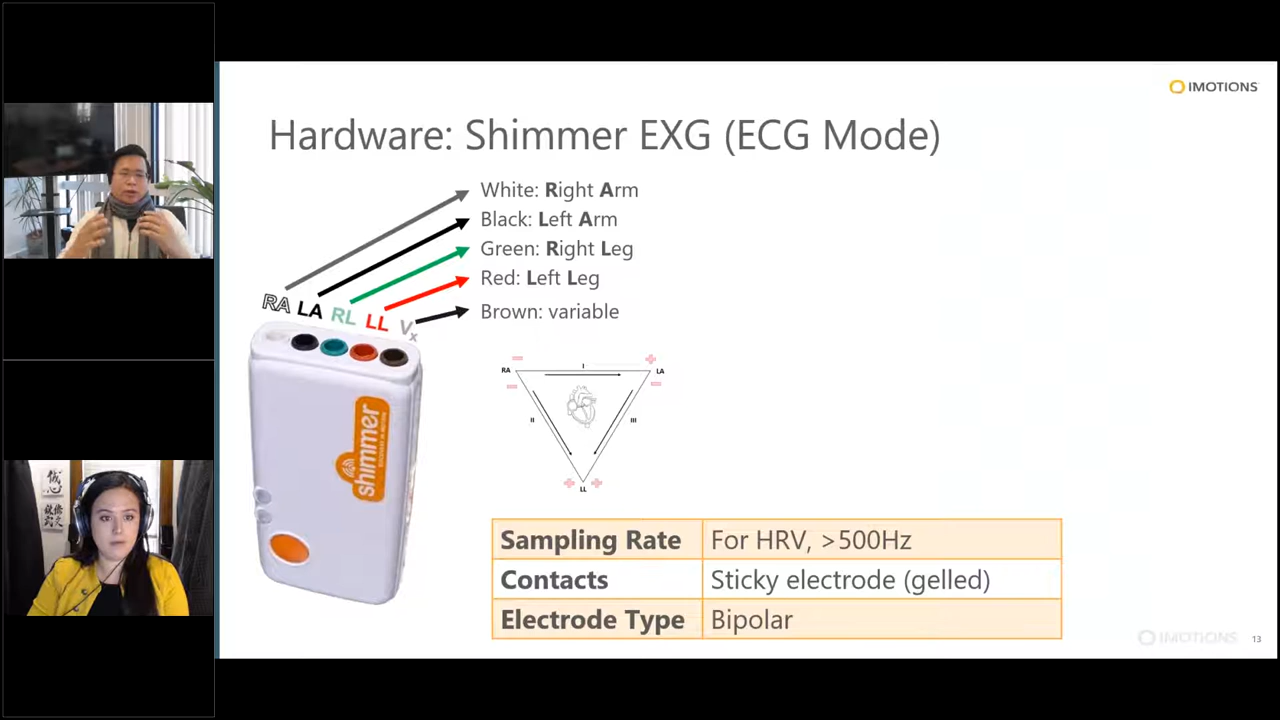 IMOTIONS
Hardware: Shimmer EXG (ECG Mode)
White: Right Arm
Black: Left Arm
Green: Right Leg
Red: Left Leg
Brown: variable
RA LA RL LL Vx
RA
I
LA
II
III
LL
shimmer
Sampling Rate For HRV, >500Hz
Contacts Sticky electrode (gelled)
Electrode Type Bipolar
IMOTIONS
13